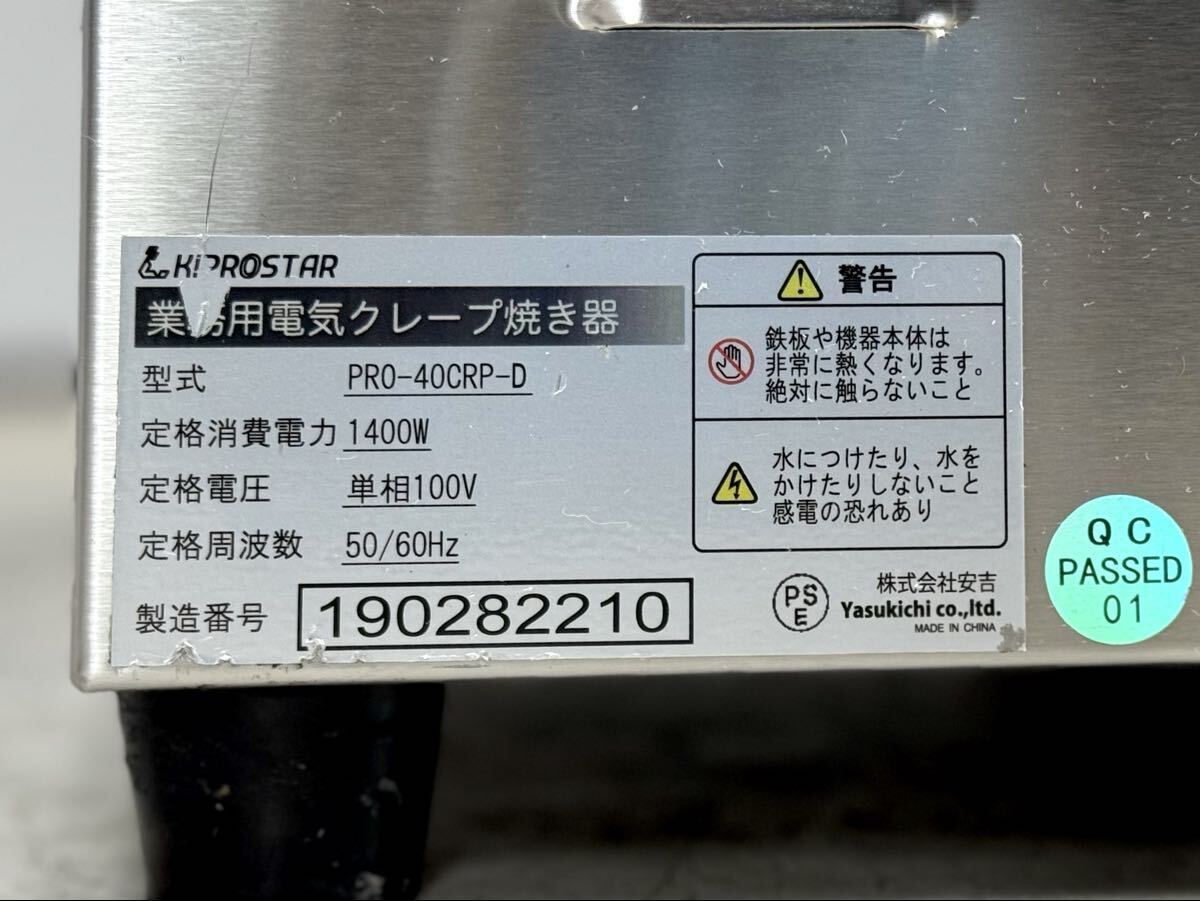 KIPROSTAR
業務用電気クレープ焼き器
型式 PRO-40CRP-D
定格消費電力 1400W
定格電圧 単相100V
定格周波数 50/60Hz
製造番号 190282210
警告
鉄板や機器本体は
非常に熱くなります。
絶対に触らないこと
水につけたり、水を
かけたりしないこと
感電の恐れあり
PSE
株式会社安吉
Yasukichi co.,ltd.
MADE IN CHINA
QC
PASSED
01